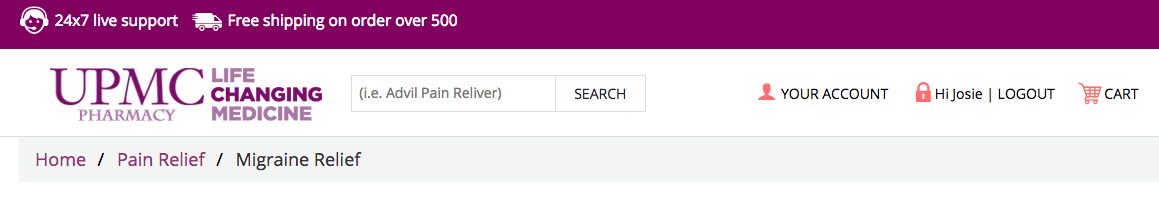 24x7 live support Free shipping on order over 500
UPMC LIFE CHANGING MEDICINE
PHARMACY
(i.e. Advil Pain Reliver) SEARCH
YOUR ACCOUNT Hi Josie | LOGOUT CART
Home / Pain Relief / Migraine Relief